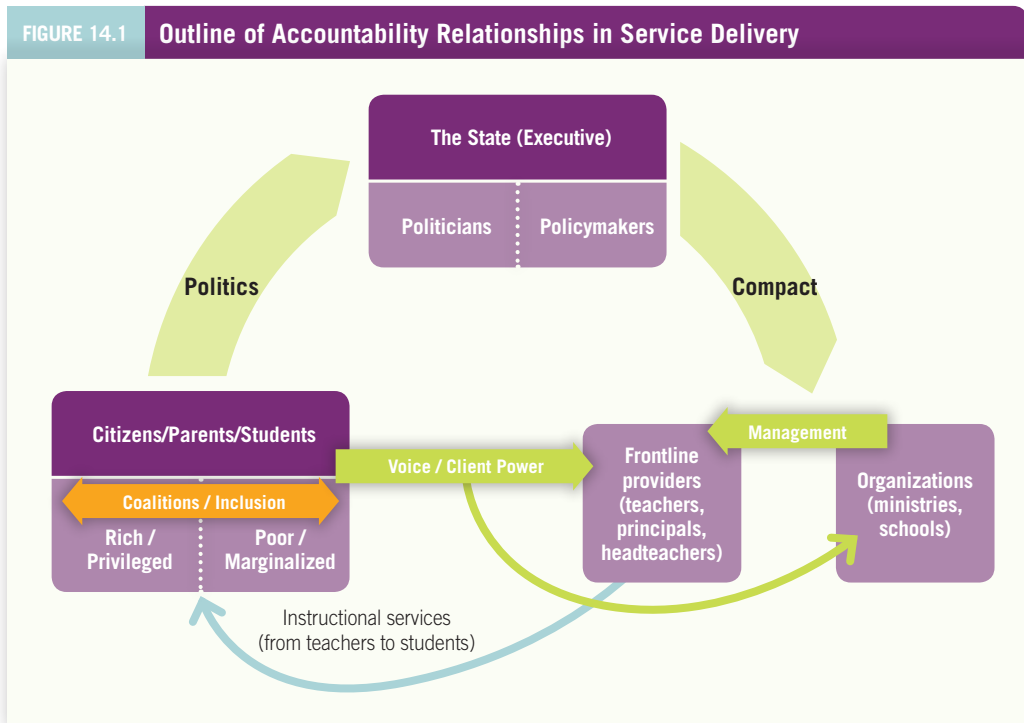 FIGURE 14.1 Outline of Accountability Relationships in Service Delivery
The State (Executive)
Politicians
Policymakers
Politics
Compact
Citizens/Parents/Students
Coalitions / Inclusion
Rich /
Privileged
Poor /
Marginalized
Voice / Client Power
Frontline
providers
(teachers,
principals,
headteachers)
Management
Organizations
(ministries,
schools)
Instructional services
(from teachers to students)